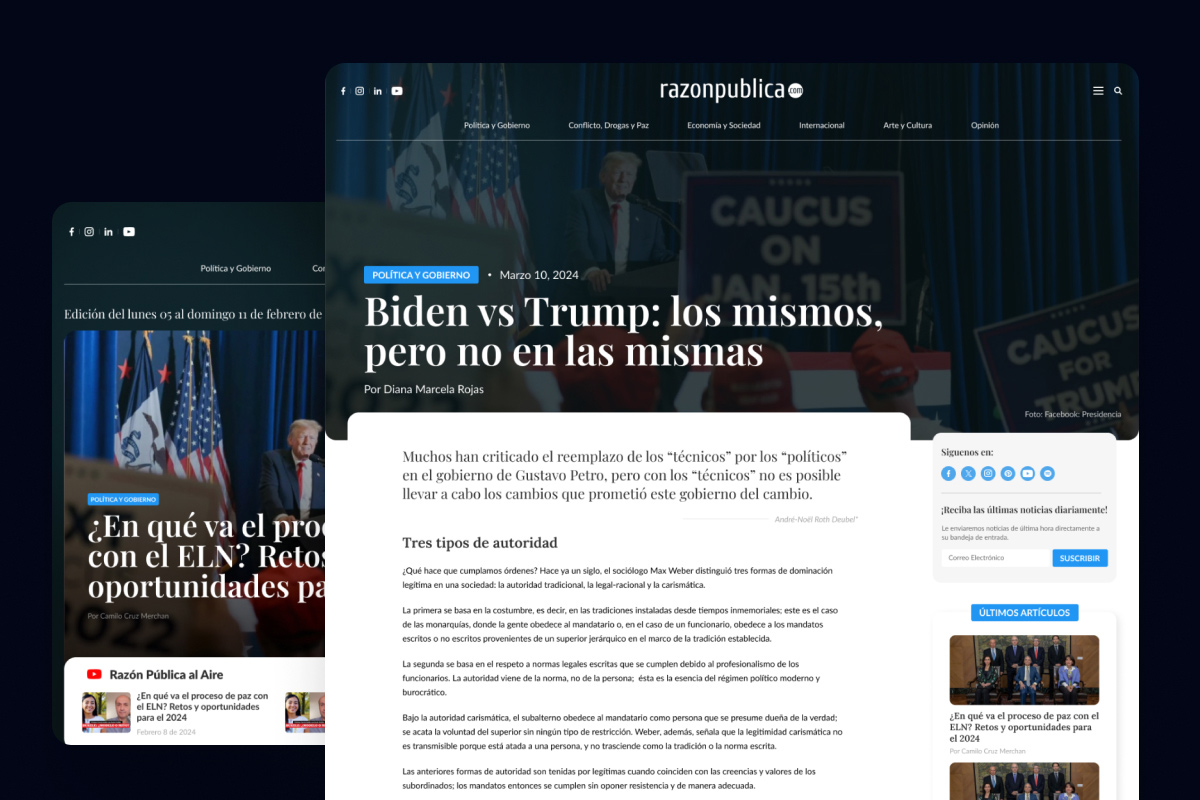 Política y Gobierno
Con
Edición del lunes 05 al domingo 11 de febrero de
POLÍTICA Y GOBIERNO
¿En qué va el proc
con el ELN? Retos
oportunidades pa
Por Camilo Cruz Merchan
Razón Pública al Aire
¿En qué va el proceso de paz con
el ELN? Retos y oportunidades
para el 2024
Febrero 8 de 2024
razonpublica.com
Política y Gobierno
Conflicto, Drogas y Paz
Economía y Sociedad
Internacional
Arte y Cultura
Opinión
CAUCUS
ON
JAN. 15th
CAUCUS
FOR
TRUMP
POLÍTICA Y GOBIERNO • Marzo 10, 2024
Biden vs Trump: los mismos,
pero no en las mismas
Por Diana Marcela Rojas
Foto: Facebook: Presidencia
Muchos han criticado el reemplazo de los “técnicos” por los “políticos”
en el gobierno de Gustavo Petro, pero con los “técnicos” no es posible
llevar a cabo los cambios que prometió este gobierno del cambio.
André-Noël Roth Deubel*
Tres tipos de autoridad
¿Qué hace que cumplamos órdenes? Hace ya un siglo, el sociólogo Max Weber distinguió tres formas de dominación
legítima en una sociedad: la autoridad tradicional, la legal-racional y la carismática.
La primera se basa en la costumbre, es decir, en las tradiciones instaladas desde tiempos inmemoriales; este es el caso
de las monarquías, donde la gente obedece al mandatario o, en el caso de un funcionario, obedece a los mandatos
escritos o no escritos provenientes de un superior jerárquico en el marco de la tradición establecida.
La segunda se basa en el respeto a normas legales escritas que se cumplen debido al profesionalismo de los
funcionarios. La autoridad viene de la norma, no de la persona; ésta es la esencia del régimen político moderno y
burocrático.
Bajo la autoridad carismática, el subalterno obedece al mandatario como persona que se presume dueña de la verdad;
se acata la voluntad del superior sin ningún tipo de restricción. Weber, además, señala que la legitimidad carismática no
es transmisible porque está atada a una persona, y no trasciende como la tradición o la norma escrita.
Las anteriores formas de autoridad son tenidas por legítimas cuando coinciden con las creencias y valores de los
subordinados; los mandatos entonces se cumplen sin oponer resistencia y de manera adecuada.
Siguenos en:
¡Reciba las últimas noticias diariamente!
Le enviaremos noticias de última hora directamente a
su bandeja de entrada.
Correo Electrónico
SUSCRIBIR
ÚLTIMOS ARTÍCULOS
¿En qué va el proceso de paz con el
ELN? Retos y oportunidades para
el 2024
Por Camilo Cruz Merchan